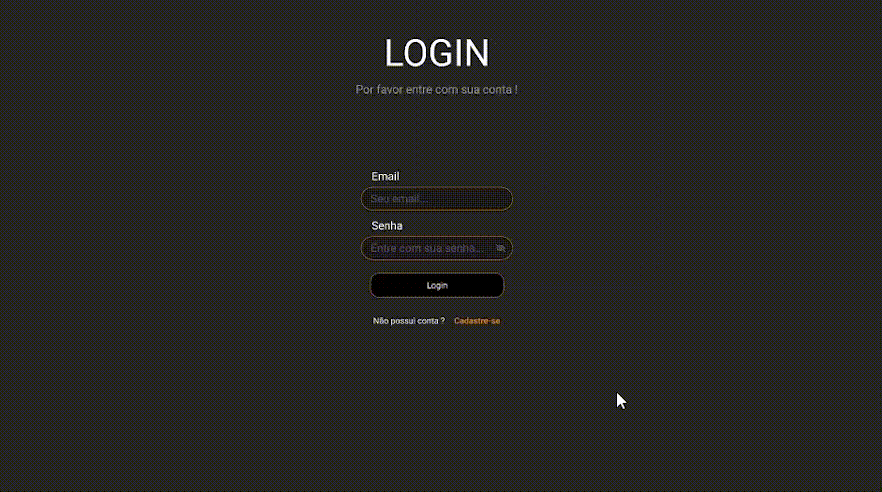 LOGIN
Por favor entre com sua conta !
Email
Seu email...
Senha
Entre com sua senha...
Login
Não possui conta ? Cadastre-se